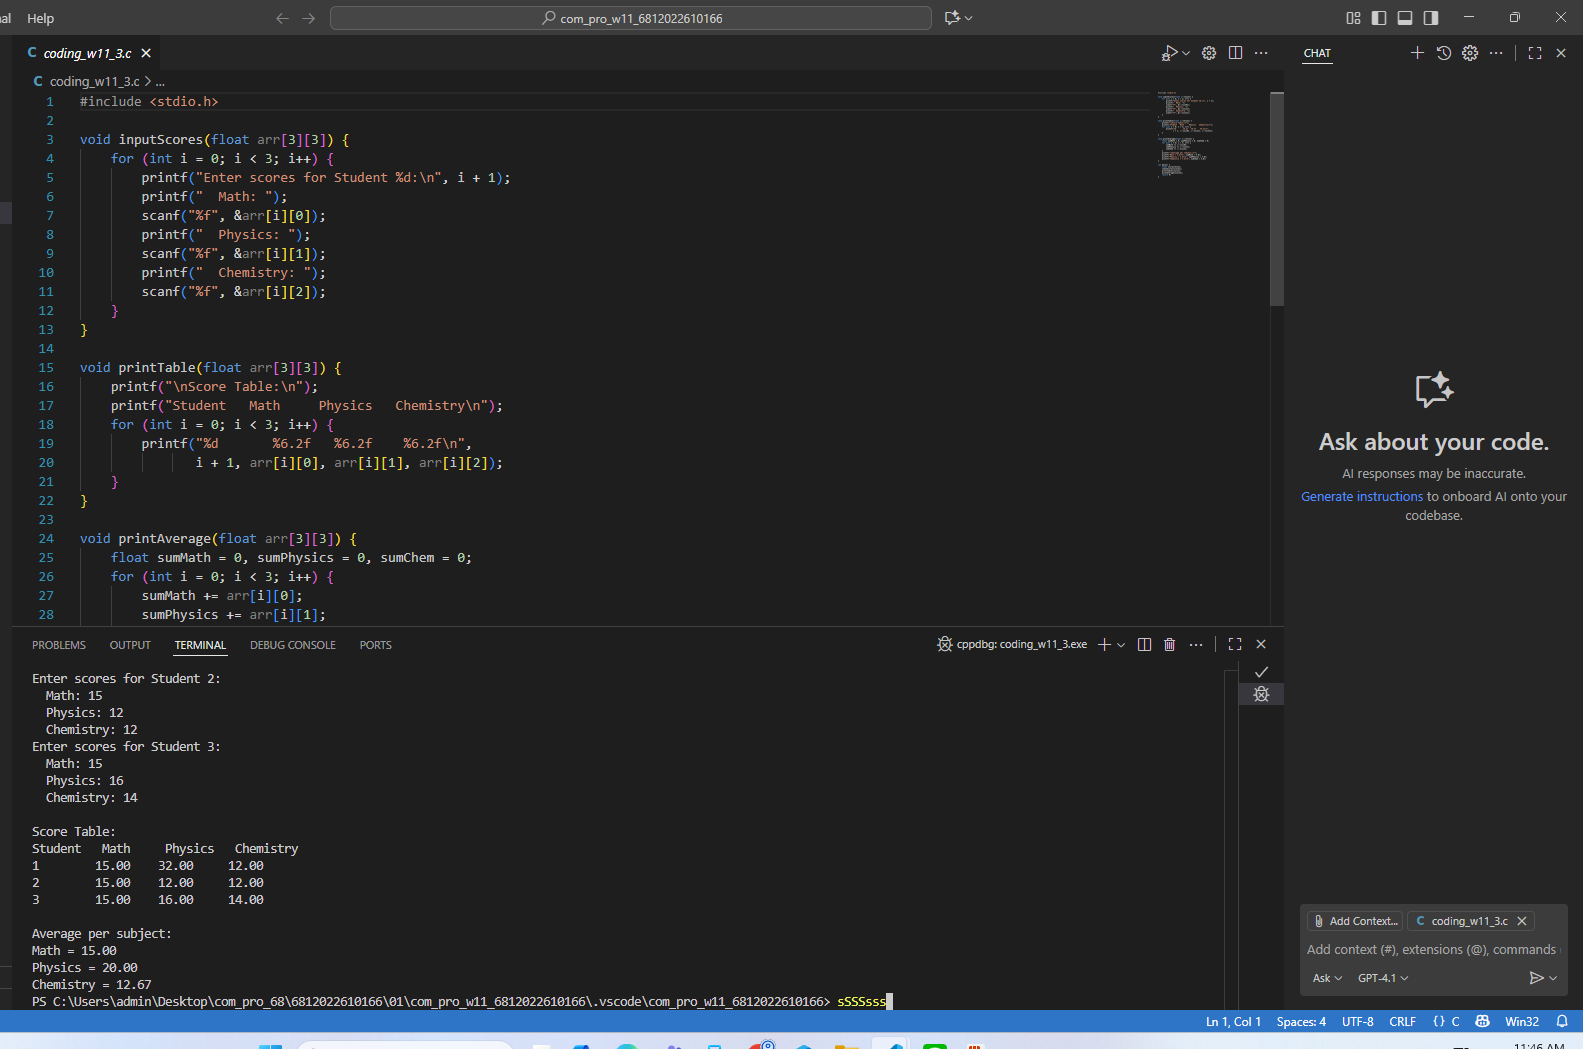 al Help
com_pro_w11_6812022610166
C coding_w11_3.c
C coding_w11_3.c > ...
1 #include <stdio.h>
2
3 void inputScores(float arr[3][3]) {
4 for (int i = 0; i < 3; i++) {
5 printf("Enter scores for Student %d:\n", i + 1);
6 printf("  Math: ");
7 scanf("%f", &arr[i][0]);
8 printf("  Physics: ");
9 scanf("%f", &arr[i][1]);
10 printf("  Chemistry: ");
11 scanf("%f", &arr[i][2]);
12 }
13 }
14
15 void printTable(float arr[3][3]) {
16 printf("\nScore Table:\n");
17 printf("Student   Math     Physics   Chemistry\n");
18 for (int i = 0; i < 3; i++) {
19 printf("%d       %6.2f   %6.2f    %6.2f\n",
20 i + 1, arr[i][0], arr[i][1], arr[i][2]);
21 }
22 }
23
24 void printAverage(float arr[3][3]) {
25 float sumMath = 0, sumPhysics = 0, sumChem = 0;
26 for (int i = 0; i < 3; i++) {
27 sumMath += arr[i][0];
28 sumPhysics += arr[i][1];
CHAT
Ask about your code.
AI responses may be inaccurate.
Generate instructions to onboard AI onto your
codebase.
Add Context...
C coding_w11_3.c
Add context (#), extensions (@), commands
Ask
GPT-4.1
PROBLEMS OUTPUT TERMINAL DEBUG CONSOLE PORTS
cppdbg: coding_w11_3.exe
Enter scores for Student 2:
Math: 15
Physics: 12
Chemistry: 12
Enter scores for Student 3:
Math: 15
Physics: 16
Chemistry: 14
Score Table:
Student   Math     Physics   Chemistry
1        15.00    32.00     12.00
2        15.00    12.00     12.00
3        15.00    16.00     14.00
Average per subject:
Math = 15.00
Physics = 20.00
Chemistry = 12.67
PS C:\Users\admin\Desktop\com_pro_68\6812022610166\01\com_pro_w11_6812022610166\.vscode\com_pro_w11_6812022610166> sSSSsss
Ln 1, Col 1 Spaces: 4 UTF-8 CRLF {} C Win32
11:46 AM